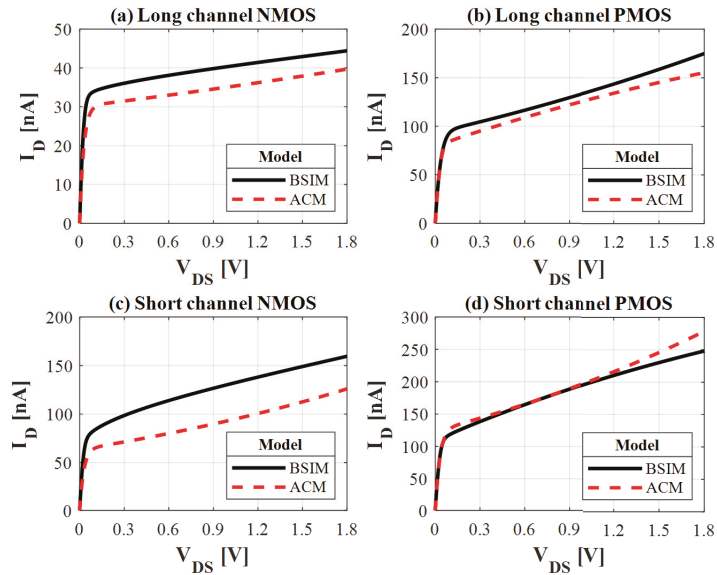 (a) Long channel NMOS
50
40
30
20
10
0
I_D [nA]
Model
BSIM
ACM
0 0.3 0.6 0.9 1.2 1.5 1.8
V_DS [V]
(b) Long channel PMOS
200
150
100
50
0
I_D [nA]
Model
BSIM
ACM
0 0.3 0.6 0.9 1.2 1.5 1.8
V_DS [V]
(c) Short channel NMOS
200
150
100
50
0
I_D [nA]
Model
BSIM
ACM
0 0.3 0.6 0.9 1.2 1.5 1.8
V_DS [V]
(d) Short channel PMOS
300
250
200
150
100
50
0
I_D [nA]
Model
BSIM
ACM
0 0.3 0.6 0.9 1.2 1.5 1.8
V_DS [V]